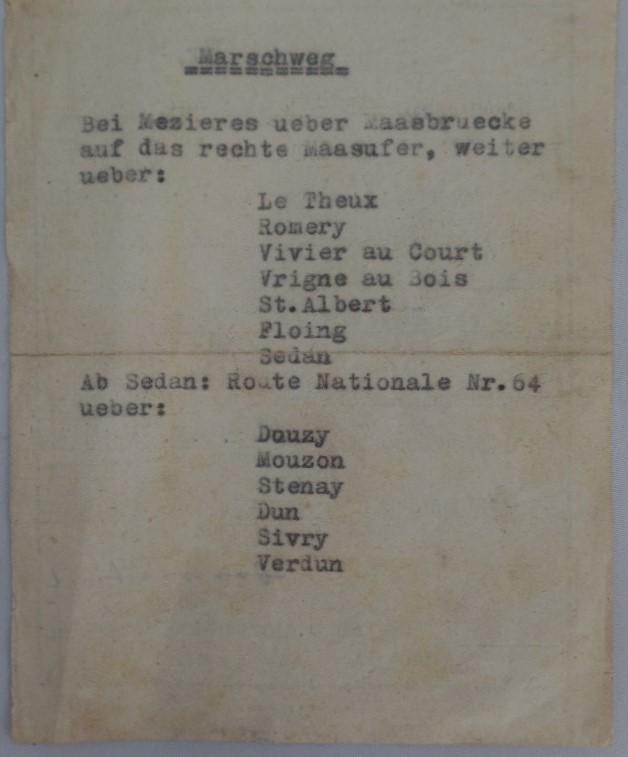 Marschweg
Bei Mezieres ueber Maasbruecke
auf das rechte Maasufer, weiter
ueber:
Le Theux
Romery
Vivier au Court
Vrigne au Bois
St.Albert
Floing
Sedan
Ab Sedan: Route Nationale Nr.64
ueber:
Douzy
Mouzon
Stenay
Dun
Sivry
Verdun